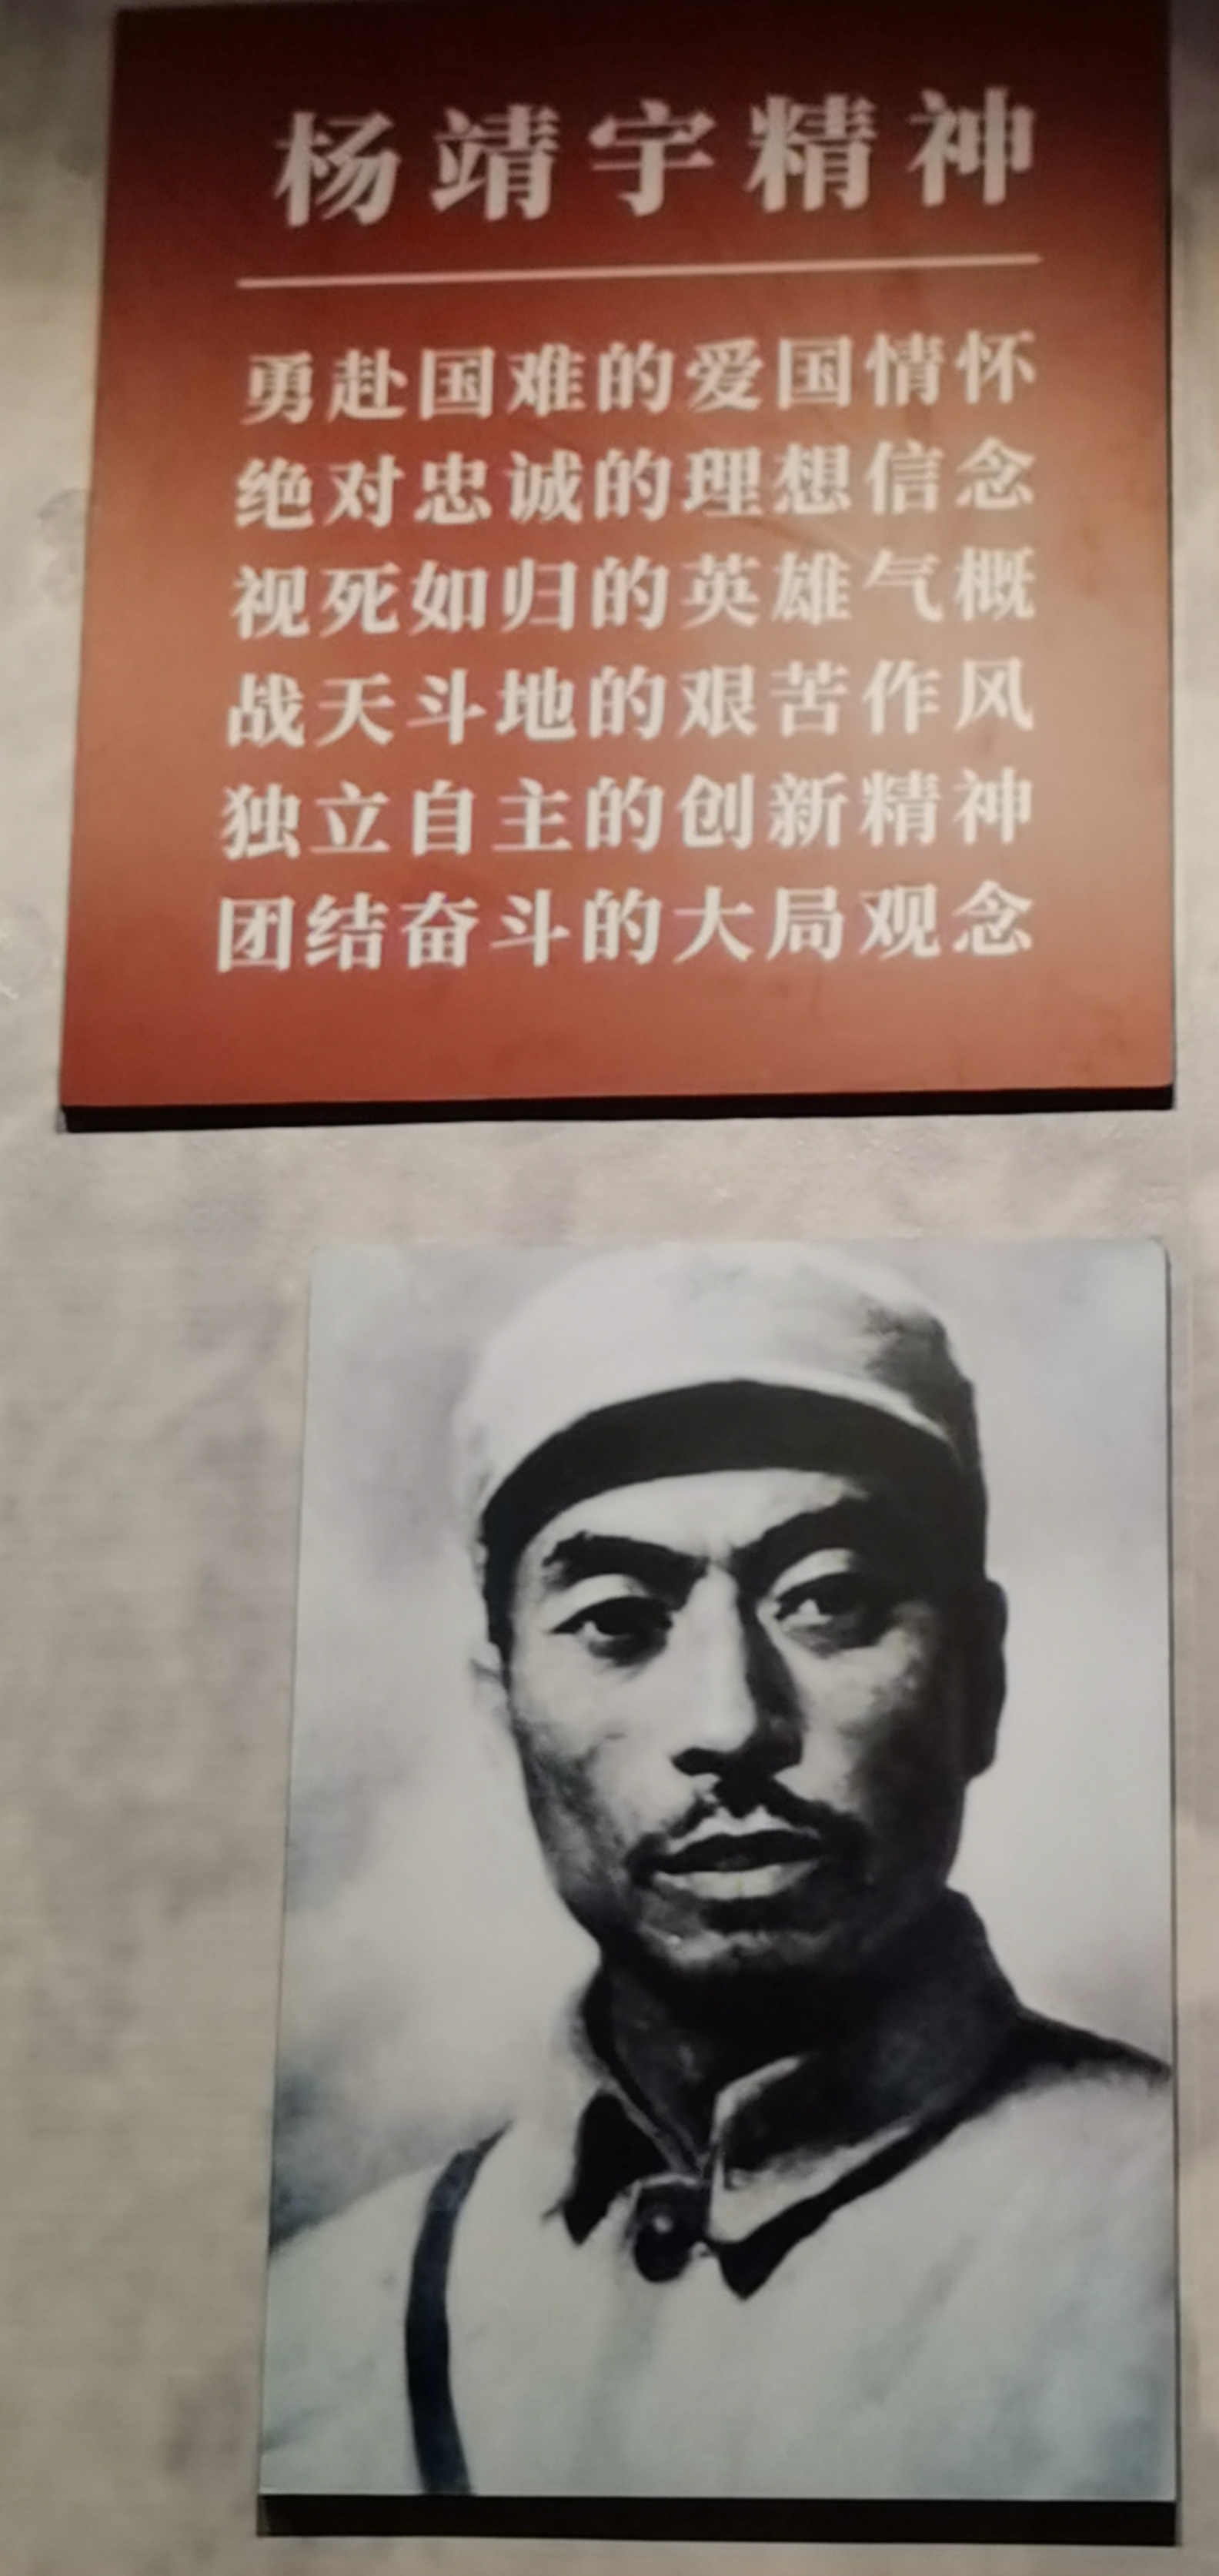 杨靖宇精神
勇赴国难的爱国情怀
绝对忠诚的理想信念
视死如归的英雄气概
战天斗地的艰苦作风
独立自主的创新精神
团结奋斗的大局观念